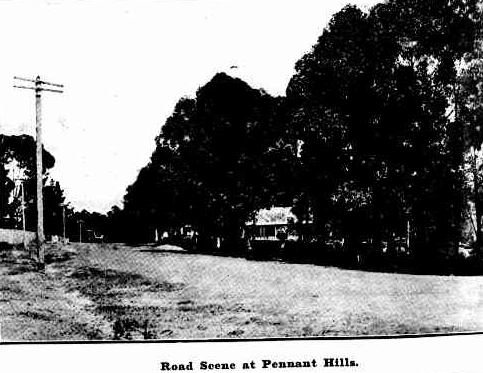 Road Scene at Pennant Hills.